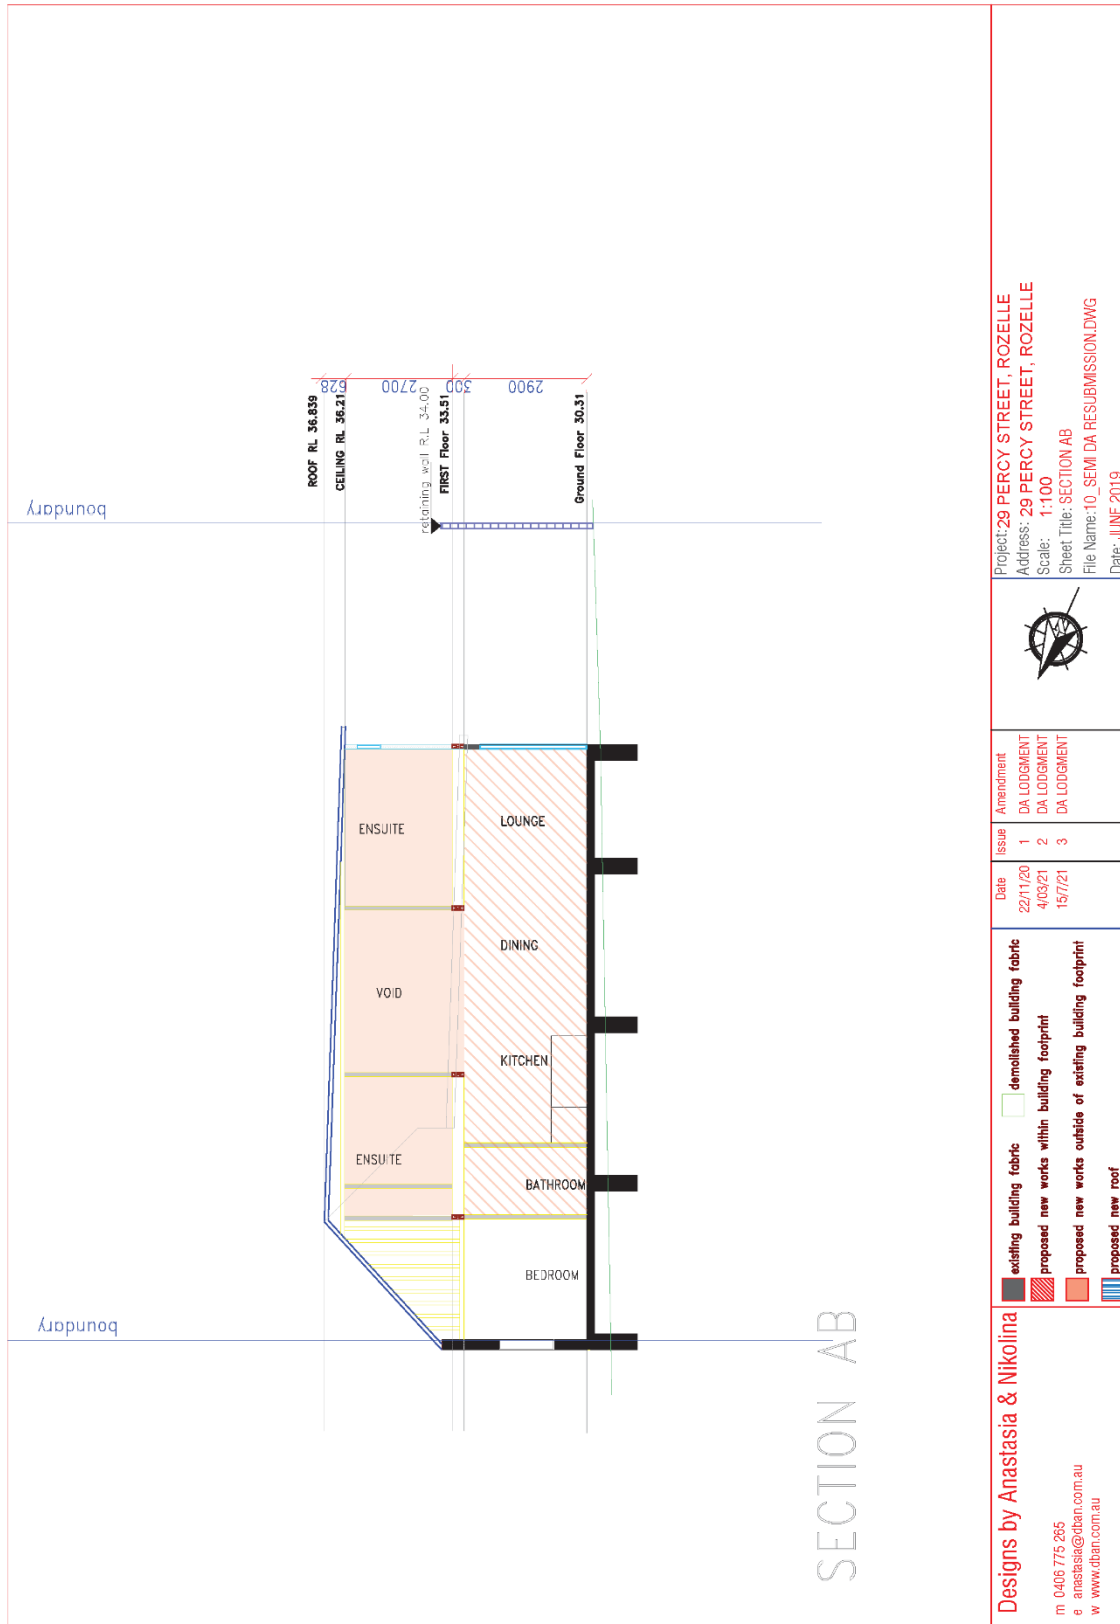 boundary
boundary
ROOF RL 36.839
CEILING RL 36.21
retaining wall R.L 34.00
FIRST Floor 33.51
Ground Floor 30.31
628
2700
300
2900
ENSUITE
VOID
ENSUITE
LOUNGE
DINING
KITCHEN
BATHROOM
BEDROOM
SECTION AB
Designs by Anastasia & Nikolina
m 0406 775 265
e anastasia@dban.com.au
w www.dban.com.au
existing building fabric
demolished building fabric
proposed new works within building footprint
proposed new works outside of existing building footprint
proposed new roof
Date Issue Amendment
22/11/20 1 DA LODGMENT
4/03/21 2 DA LODGMENT
15/7/21 3 DA LODGMENT
Project:29 PERCY STREET, ROZELLE
Address: 29 PERCY STREET, ROZELLE
Scale: 1:100
Sheet Title: SECTION AB
File Name:10_SEMI DA RESUBMISSION.DWG
Date: JUNE 2019